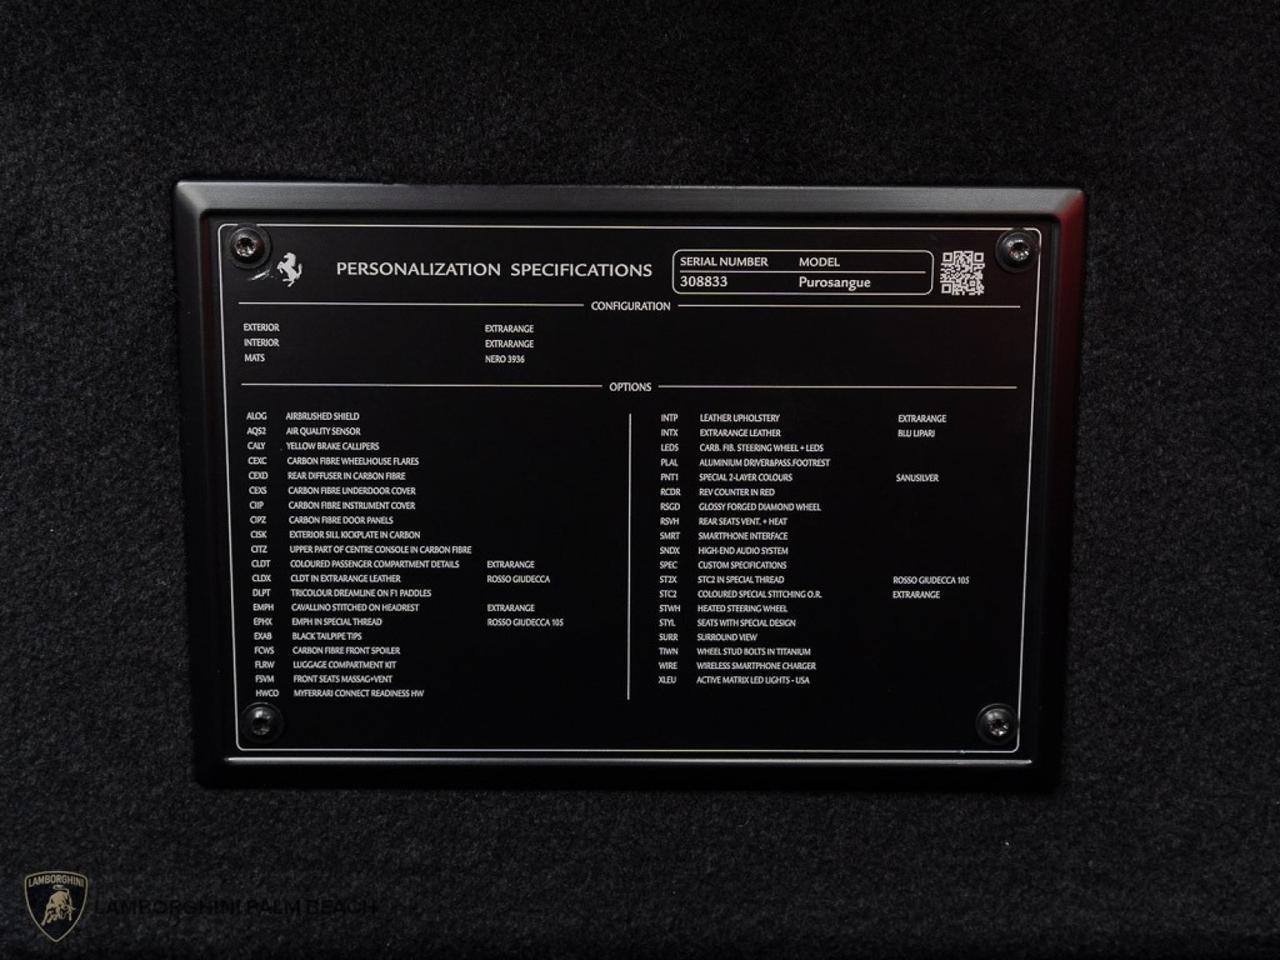 PERSONALIZATION SPECIFICATIONS
SERIAL NUMBER MODEL
308833 Purosangue
CONFIGURATION
EXTERIOR EXTRARANGE
INTERIOR EXTRARANGE
MATS NERO 3936
OPTIONS
ALOG AIRBRUSHED SHIELD
AQS2 AIR QUALITY SENSOR
CALY YELLOW BRAKE CALLIPERS
CEXC CARBON FIBRE WHEELHOUSE FLARES
CEXD REAR DIFFUSER IN CARBON FIBRE
CEXS CARBON FIBRE UNDERDOOR COVER
CIIP CARBON FIBRE INSTRUMENT COVER
CIPZ CARBON FIBRE DOOR PANELS
CISK EXTERIOR SILL KICKPLATE IN CARBON
CITZ UPPER PART OF CENTRE CONSOLE IN CARBON FIBRE
CLDT COLOURED PASSENGER COMPARTMENT DETAILS EXTRARANGE
CLDX CLDT IN EXTRARANGE LEATHER ROSSO GIUDECCA
DLPT TRICOLOUR DREAMLINE ON F1 PADDLES
EMPH CAVALLINO STITCHED ON HEADREST EXTRARANGE
EPHX EMPH IN SPECIAL THREAD ROSSO GIUDECCA 105
EXAB BLACK TAILPIPE TIPS
FCWS CARBON FIBRE FRONT SPOILER
FLRW LUGGAGE COMPARTMENT KIT
FSVM FRONT SEATS MASSAG+VENT
HWCO MYFERRARI CONNECT READINESS HW
INTP LEATHER UPHOLSTERY EXTRARANGE
INTX EXTRARANGE LEATHER BLU LIPARI
LEDS CARB. FIB. STEERING WHEEL + LEDS
PLAL ALUMINIUM DRIVER&PASS.FOOTREST
PNT1 SPECIAL 2-LAYER COLOURS SANUSILVER
RCDR REV COUNTER IN RED
RSGD GLOSSY FORGED DIAMOND WHEEL
RSVH REAR SEATS VENT. + HEAT
SMRT SMARTPHONE INTERFACE
SNDX HIGH-END AUDIO SYSTEM
SPEC CUSTOM SPECIFICATIONS
ST2X STC2 IN SPECIAL THREAD ROSSO GIUDECCA 105
STC2 COLOURED SPECIAL STITCHING O.R. EXTRARANGE
STWH HEATED STEERING WHEEL
STYL SEATS WITH SPECIAL DESIGN
SURR SURROUND VIEW
TIWN WHEEL STUD BOLTS IN TITANIUM
WIRE WIRELESS SMARTPHONE CHARGER
XLEU ACTIVE MATRIX LED LIGHTS - USA
LAMBORGHINI
LAMBORGHINI PALM BEACH